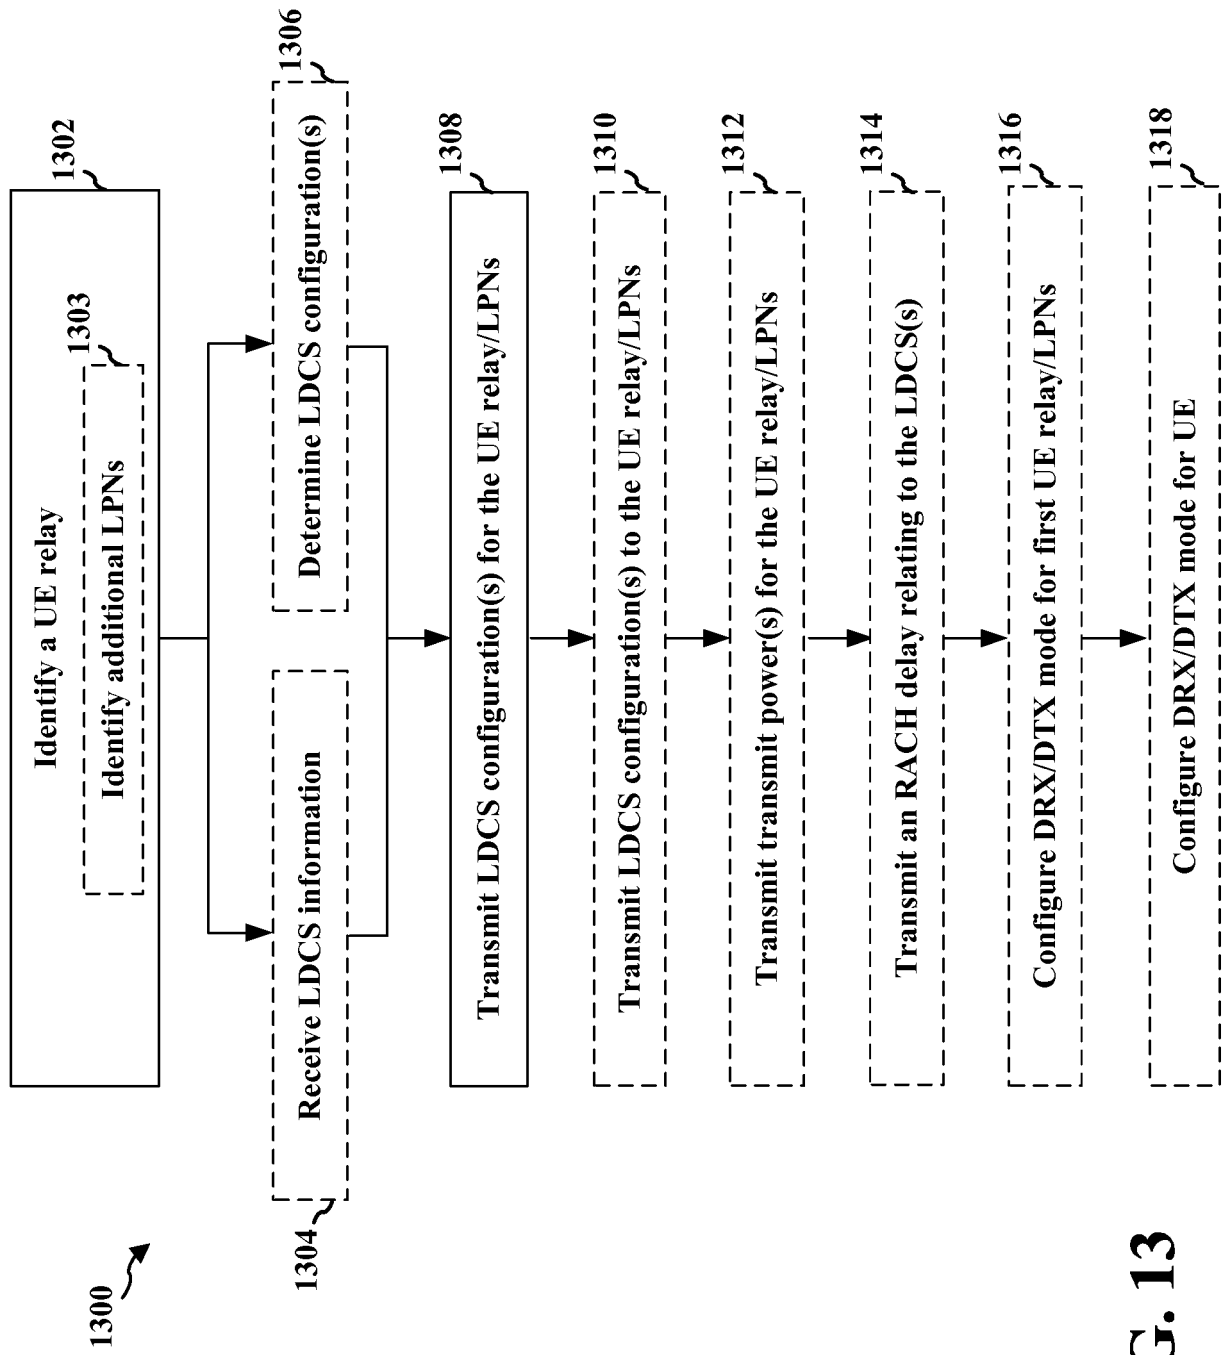 1300
1302
Identify a UE relay
1303
Identify additional LPNs
1304
Receive LDCS information
1306
Determine LDCS configuration(s)
1308
Transmit LDCS configuration(s) for the UE relay/LPNs
1310
Transmit LDCS configuration(s) to the UE relay/LPNs
1312
Transmit transmit power(s) for the UE relay/LPNs
1314
Transmit an RACH delay relating to the LDCS(s)
1316
Configure DRX/DTX mode for first UE relay/LPNs
1318
Configure DRX/DTX mode for UE
G. 13